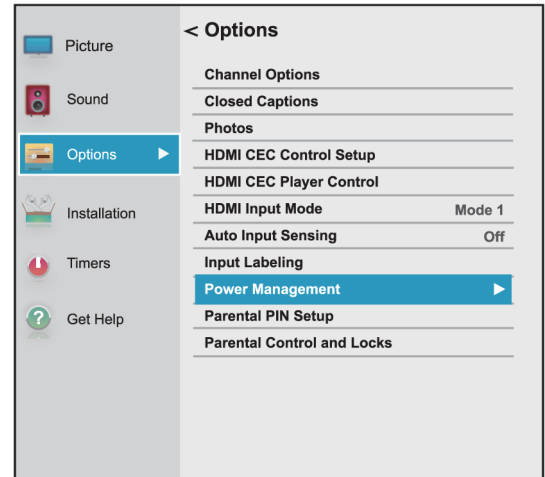 Picture
Sound
Options
Installation
Timers
Get Help
< Options
Channel Options
Closed Captions
Photos
HDMI CEC Control Setup
HDMI CEC Player Control
HDMI Input Mode Mode 1
Auto Input Sensing Off
Input Labeling
Power Management
Parental PIN Setup
Parental Control and Locks